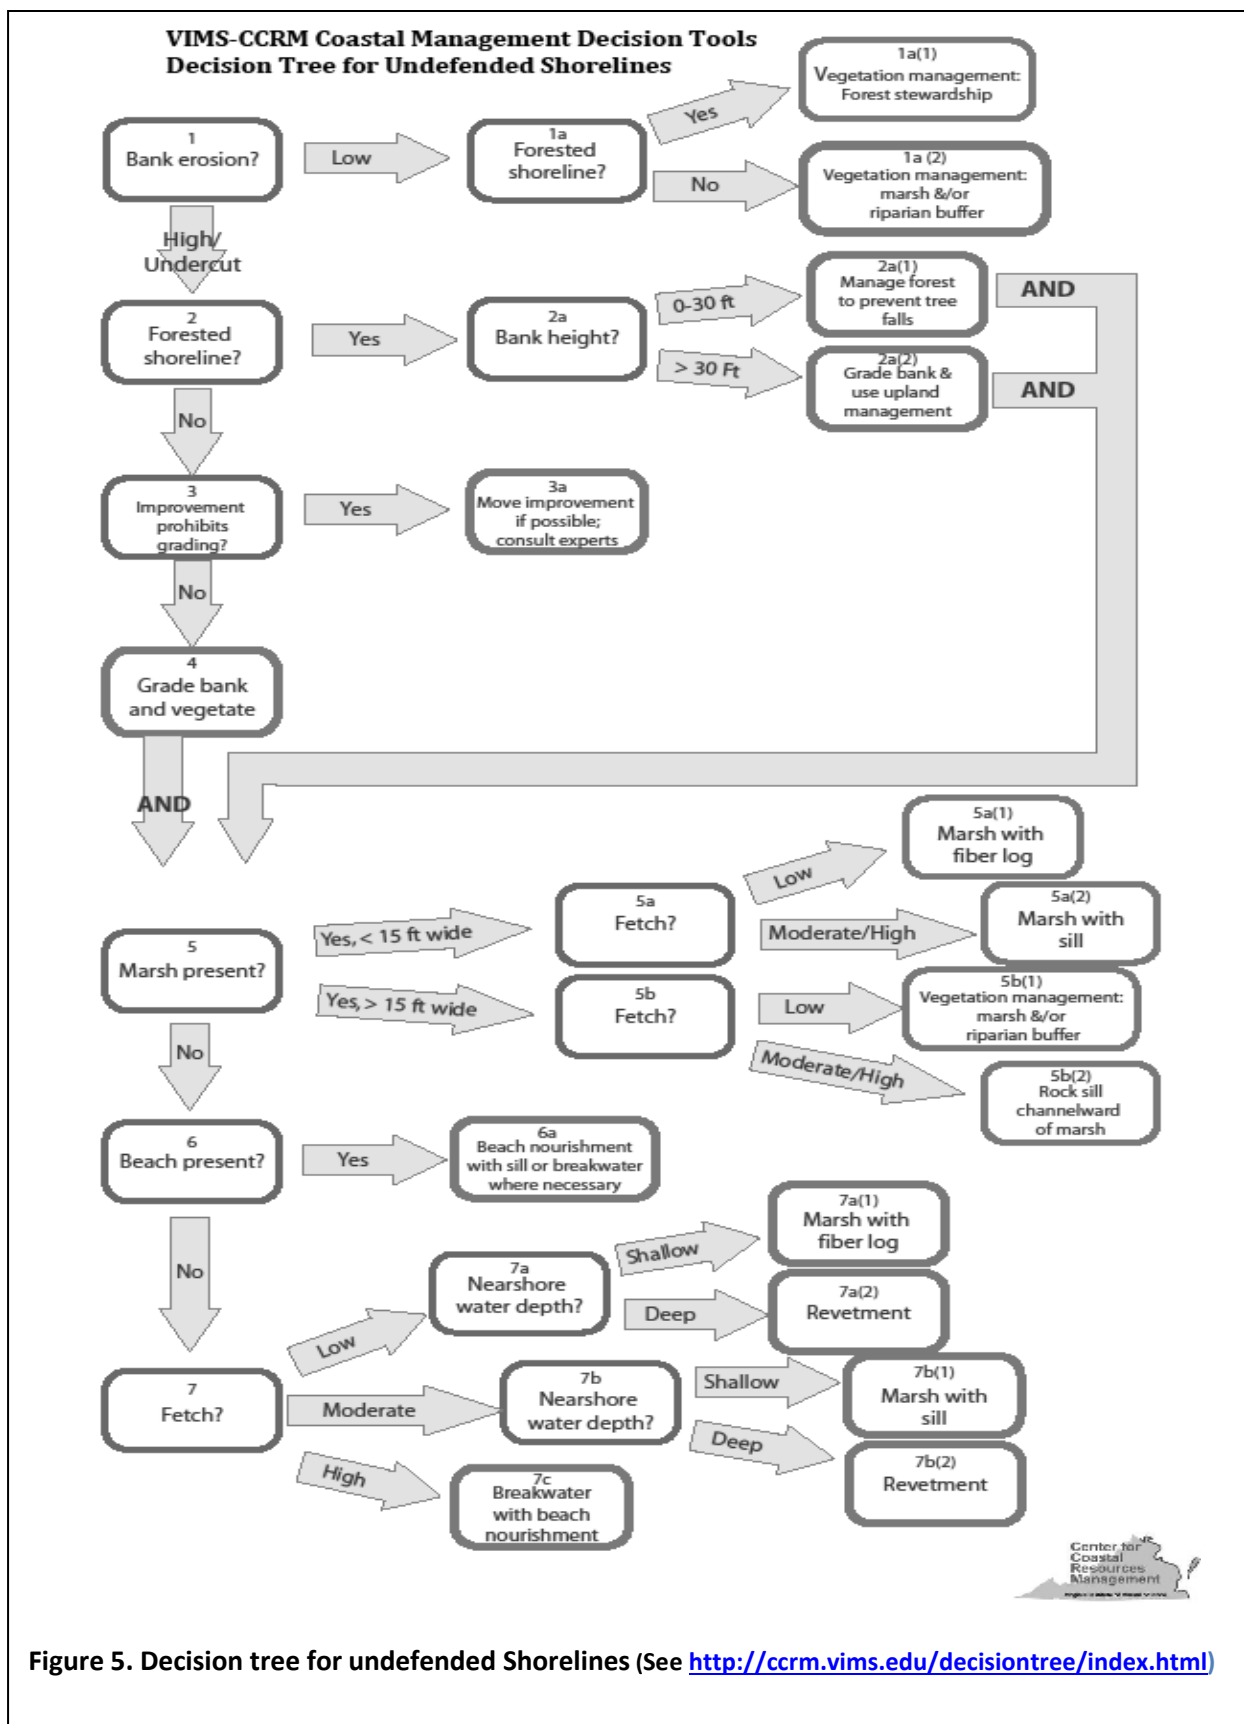 VIMS-CCRM Coastal Management Decision Tools
Decision Tree for Undefended Shorelines
1
Bank erosion?
Low
1a
Forested
shoreline?
Yes
1a(1)
Vegetation management:
Forest stewardship
No
1a (2)
Vegetation management:
marsh &/or
riparian buffer
High/
Undercut
2
Forested
shoreline?
Yes
2a
Bank height?
0-30 ft
2a(1)
Manage forest
to prevent tree
falls
AND
> 30 Ft
2a(2)
Grade bank &
use upland
management
AND
No
3
Improvement
prohibits
grading?
Yes
3a
Move improvement
if possible;
consult experts
No
4
Grade bank
and vegetate
AND
5
Marsh present?
Yes, < 15 ft wide
5a
Fetch?
Low
5a(1)
Marsh with
fiber log
Moderate/High
5a(2)
Marsh with
sill
Yes, > 15 ft wide
5b
Fetch?
Low
5b(1)
Vegetation management:
marsh &/or
riparian buffer
Moderate/High
5b(2)
Rock sill
channelward
of marsh
No
6
Beach present?
Yes
6a
Beach nourishment
with sill or breakwater
where necessary
No
7
Fetch?
Low
7a
Nearshore
water depth?
Shallow
7a(1)
Marsh with
fiber log
Deep
7a(2)
Revetment
Moderate
7b
Nearshore
water depth?
Shallow
7b(1)
Marsh with
sill
Deep
7b(2)
Revetment
High
7c
Breakwater
with beach
nourishment
Center for
Coastal
Resources
Management
Figure 5. Decision tree for undefended Shorelines (See http://ccrm.vims.edu/decisiontree/index.html)